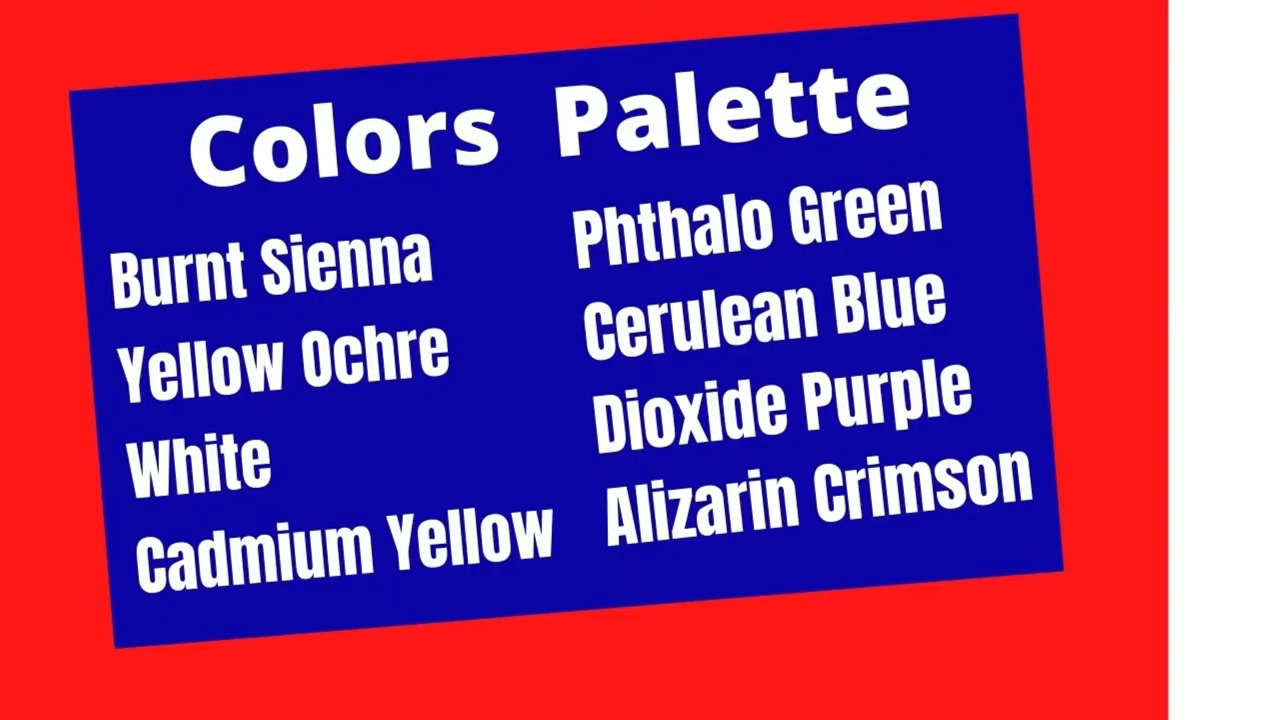 Colors Palette
Burnt Sienna
Yellow Ochre
White
Cadmium Yellow
Phthalo Green
Cerulean Blue
Dioxide Purple
Alizarin Crimson